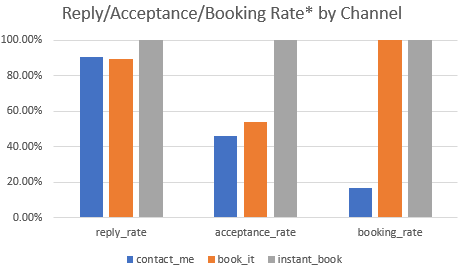 Reply/Acceptance/Booking Rate* by Channel
100.00%
80.00%
60.00%
40.00%
20.00%
0.00%
reply_rate acceptance_rate booking_rate
contact_me book_it instant_book